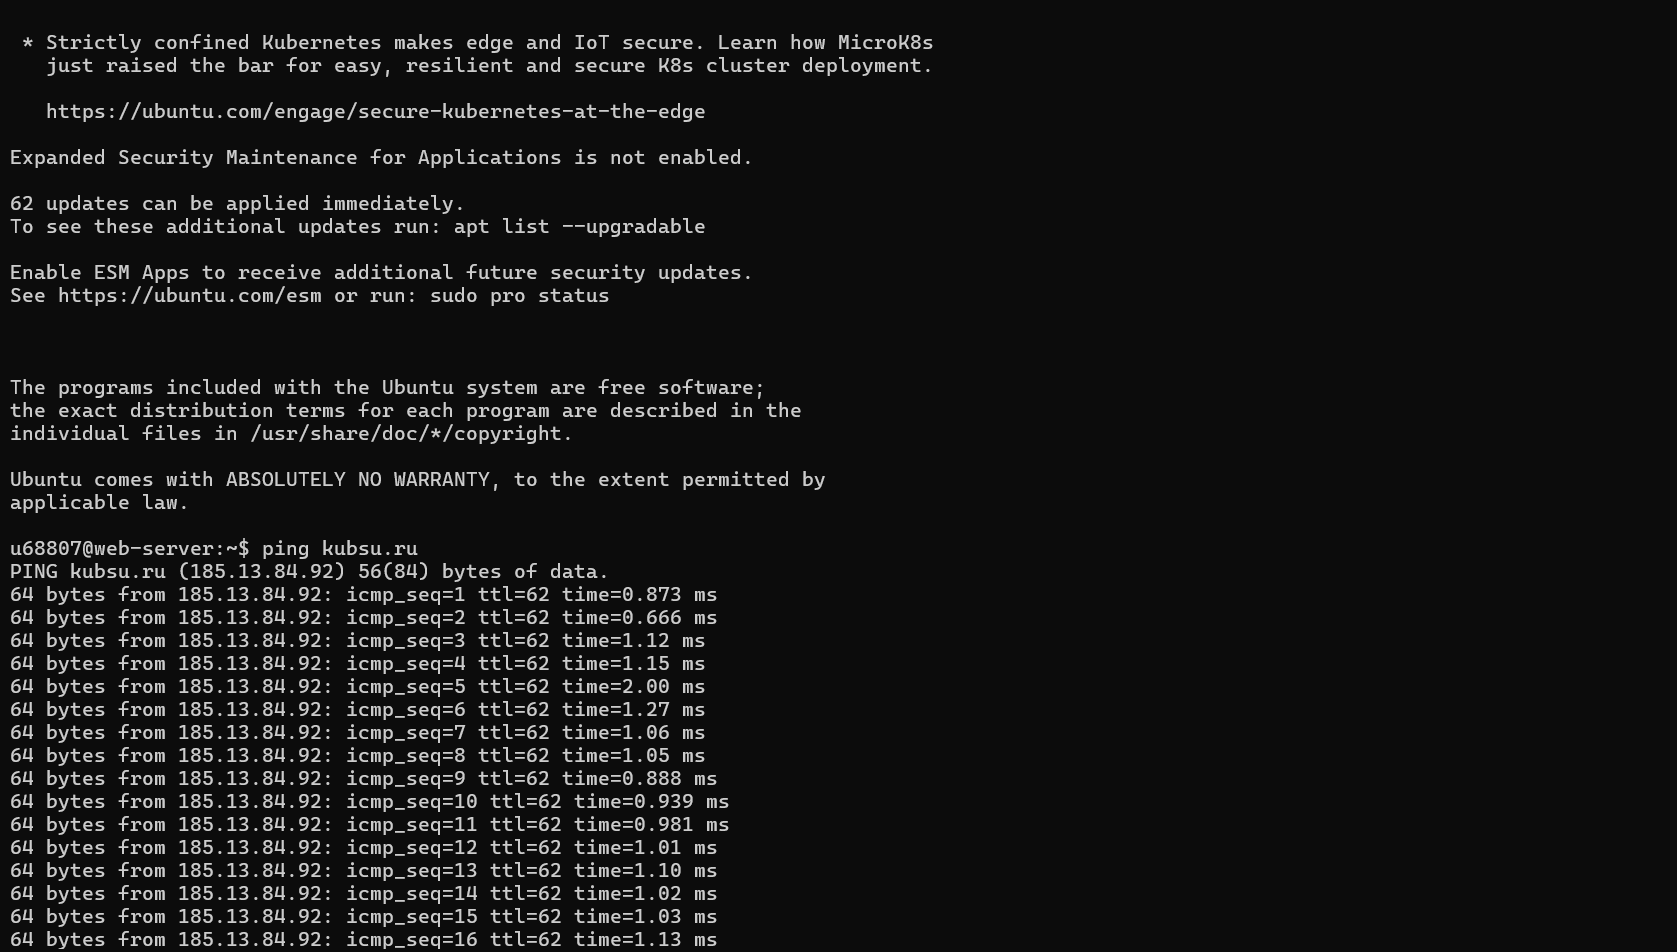 * Strictly confined Kubernetes makes edge and IoT secure. Learn how MicroK8s
just raised the bar for easy, resilient and secure K8s cluster deployment.
https://ubuntu.com/engage/secure-kubernetes-at-the-edge
Expanded Security Maintenance for Applications is not enabled.
62 updates can be applied immediately.
To see these additional updates run: apt list --upgradable
Enable ESM Apps to receive additional future security updates.
See https://ubuntu.com/esm or run: sudo pro status
The programs included with the Ubuntu system are free software;
the exact distribution terms for each program are described in the
individual files in /usr/share/doc/*/copyright.
Ubuntu comes with ABSOLUTELY NO WARRANTY, to the extent permitted by
applicable law.
u68807@web-server:~$ ping kubsu.ru
PING kubsu.ru (185.13.84.92) 56(84) bytes of data.
64 bytes from 185.13.84.92: icmp_seq=1 ttl=62 time=0.873 ms
64 bytes from 185.13.84.92: icmp_seq=2 ttl=62 time=0.666 ms
64 bytes from 185.13.84.92: icmp_seq=3 ttl=62 time=1.12 ms
64 bytes from 185.13.84.92: icmp_seq=4 ttl=62 time=1.15 ms
64 bytes from 185.13.84.92: icmp_seq=5 ttl=62 time=2.00 ms
64 bytes from 185.13.84.92: icmp_seq=6 ttl=62 time=1.27 ms
64 bytes from 185.13.84.92: icmp_seq=7 ttl=62 time=1.06 ms
64 bytes from 185.13.84.92: icmp_seq=8 ttl=62 time=1.05 ms
64 bytes from 185.13.84.92: icmp_seq=9 ttl=62 time=0.888 ms
64 bytes from 185.13.84.92: icmp_seq=10 ttl=62 time=0.939 ms
64 bytes from 185.13.84.92: icmp_seq=11 ttl=62 time=0.981 ms
64 bytes from 185.13.84.92: icmp_seq=12 ttl=62 time=1.01 ms
64 bytes from 185.13.84.92: icmp_seq=13 ttl=62 time=1.10 ms
64 bytes from 185.13.84.92: icmp_seq=14 ttl=62 time=1.02 ms
64 bytes from 185.13.84.92: icmp_seq=15 ttl=62 time=1.03 ms
64 bytes from 185.13.84.92: icmp_seq=16 ttl=62 time=1.13 ms